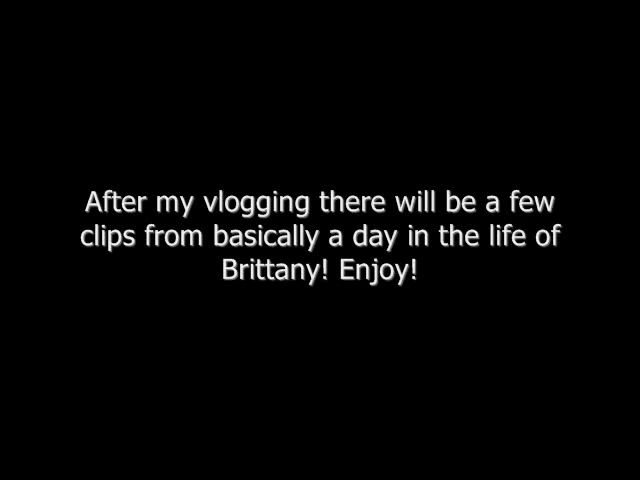 After my vlogging there will be a few
clips from basically a day in the life of
Brittany! Enjoy!